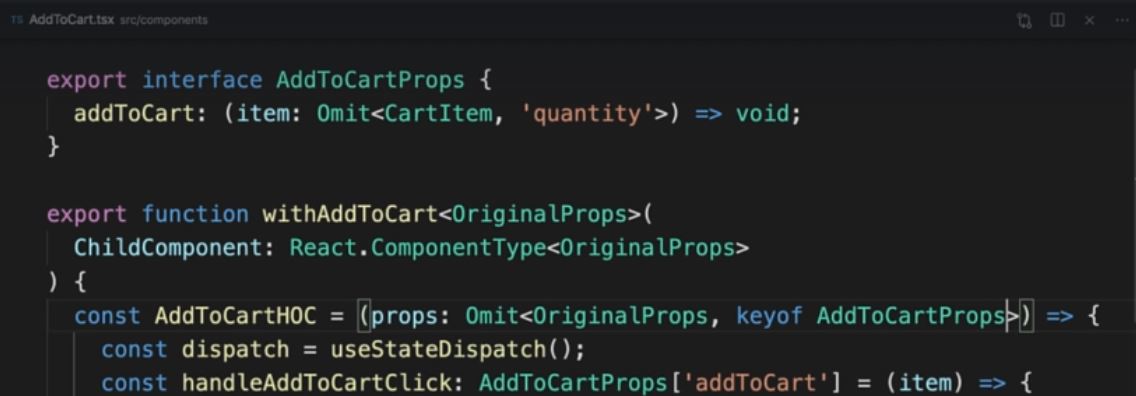 TS AddToCart.tsx src/components
export interface AddToCartProps {
addToCart: (item: Omit<CartItem, 'quantity'>) => void;
}
export function withAddToCart<OriginalProps>(
ChildComponent: React.ComponentType<OriginalProps>
) {
const AddToCartHOC = (props: Omit<OriginalProps, keyof AddToCartProps>) => {
const dispatch = useStateDispatch();
const handleAddToCartClick: AddToCartProps['addToCart'] = (item) => {